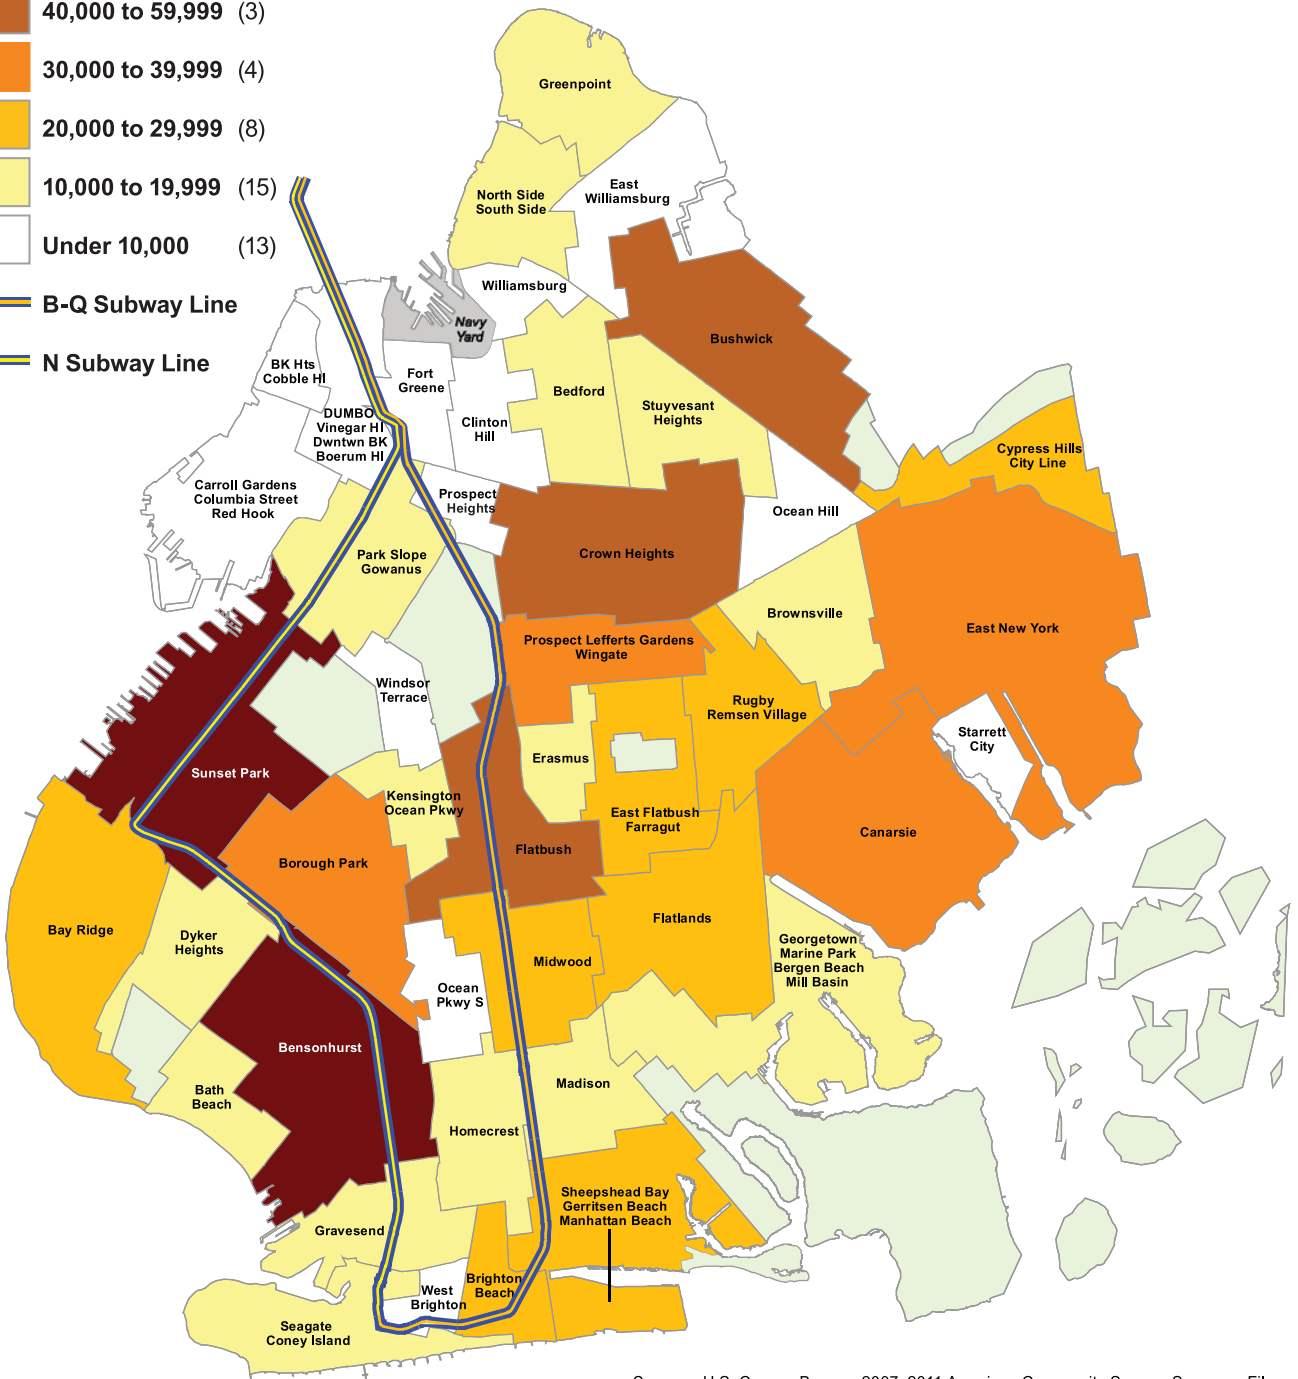 40,000 to 59,999 (3)
30,000 to 39,999 (4)
20,000 to 29,999 (8)
10,000 to 19,999 (15)
Under 10,000 (13)
B-Q Subway Line
N Subway Line
Greenpoint
North Side
South Side
East
Williamsburg
Williamsburg
Navy
Yard
Bushwick
BK Hts
Cobble Hl
Fort
Greene
Bedford
Stuyvesant
Heights
DUMBO
Vinegar Hl
Dwntwn BK
Boerum Hl
Clinton
Hill
Cypress Hills
City Line
Carroll Gardens
Columbia Street
Red Hook
Prospect
Heights
Ocean Hill
Park Slope
Gowanus
Crown Heights
Brownsville
East New York
Prospect Lefferts Gardens
Wingate
Windsor
Terrace
Rugby
Remsen Village
Starrett
City
Sunset Park
Erasmus
Kensington
Ocean Pkwy
East Flatbush
Farragut
Canarsie
Borough Park
Flatbush
Bay Ridge
Dyker
Heights
Flatlands
Georgetown
Marine Park
Bergen Beach
Mill Basin
Midwood
Ocean
Pkwy S
Bensonhurst
Bath
Beach
Madison
Homecrest
Sheepshead Bay
Gerritsen Beach
Manhattan Beach
Gravesend
West
Brighton
Brighton
Beach
Seagate
Coney Island